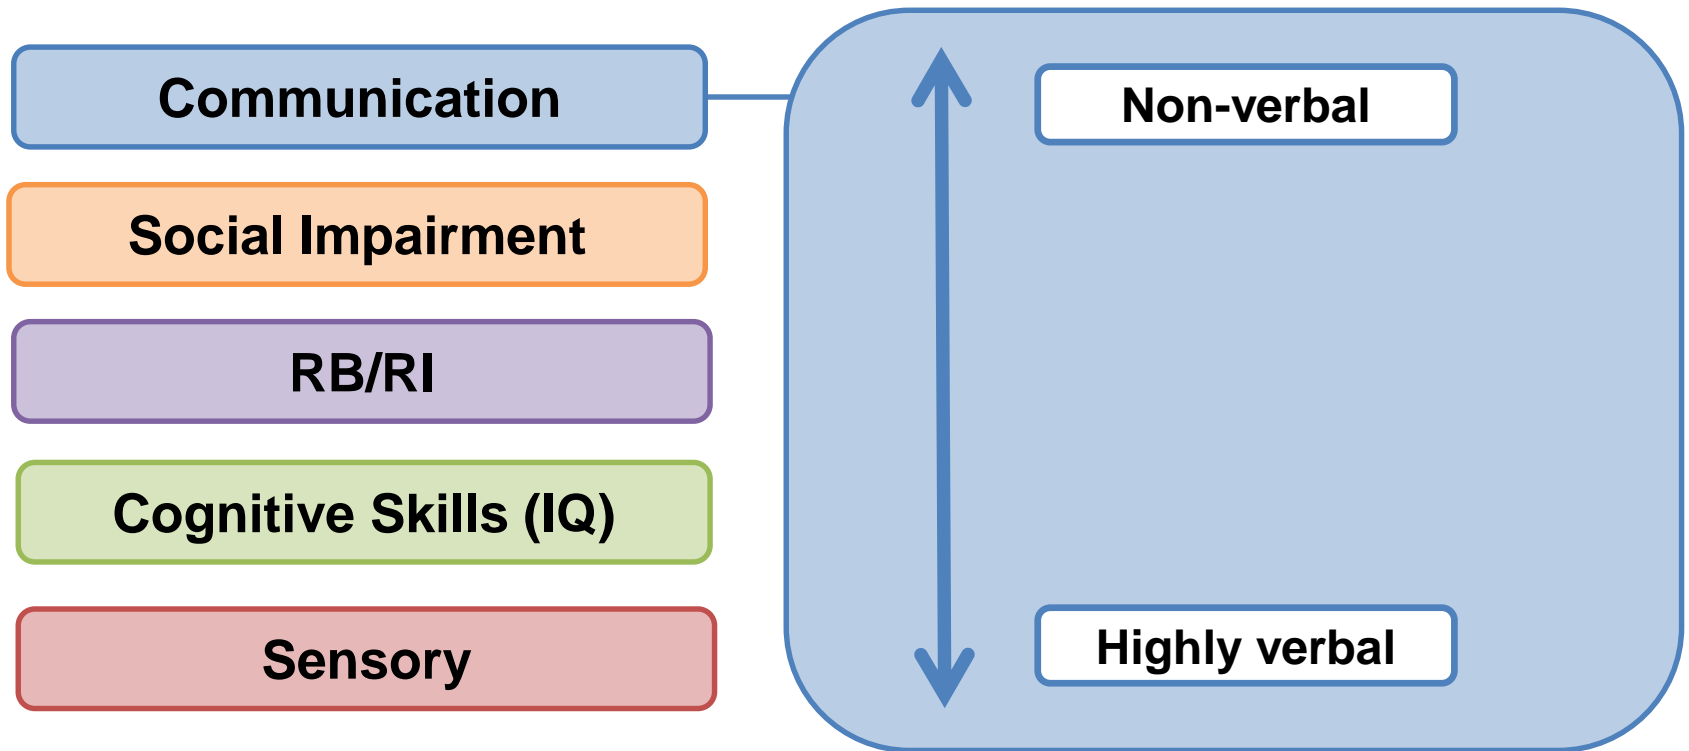 Communication
Social Impairment
RB/RI
Cognitive Skills (IQ)
Sensory
Non-verbal
Highly verbal